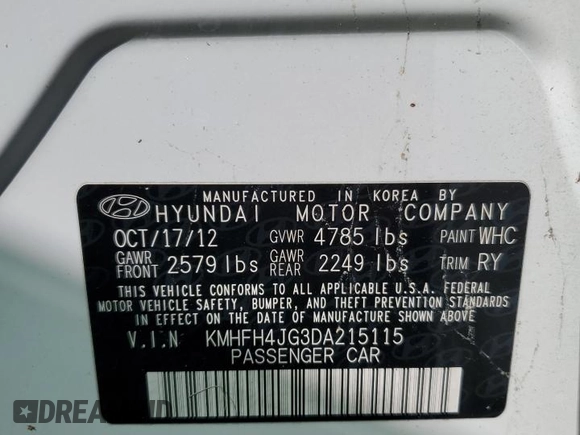 MANUFACTURED IN KOREA BY
HYUNDAI MOTOR COMPANY
OCT/17/12 GVWR 4785 lbs PAINT WHC
GAWR FRONT 2579 lbs GAWR REAR 2249 lbs TRIM RY
THIS VEHICLE CONFORMS TO ALL APPLICABLE U.S.A. FEDERAL
MOTOR VEHICLE SAFETY, BUMPER, AND THEFT PREVENTION STANDARDS
IN EFFECT ON THE DATE OF MANUFACTURE SHOWN ABOVE.
V.I.N KMHFH4JG3DA215115
PASSENGER CAR